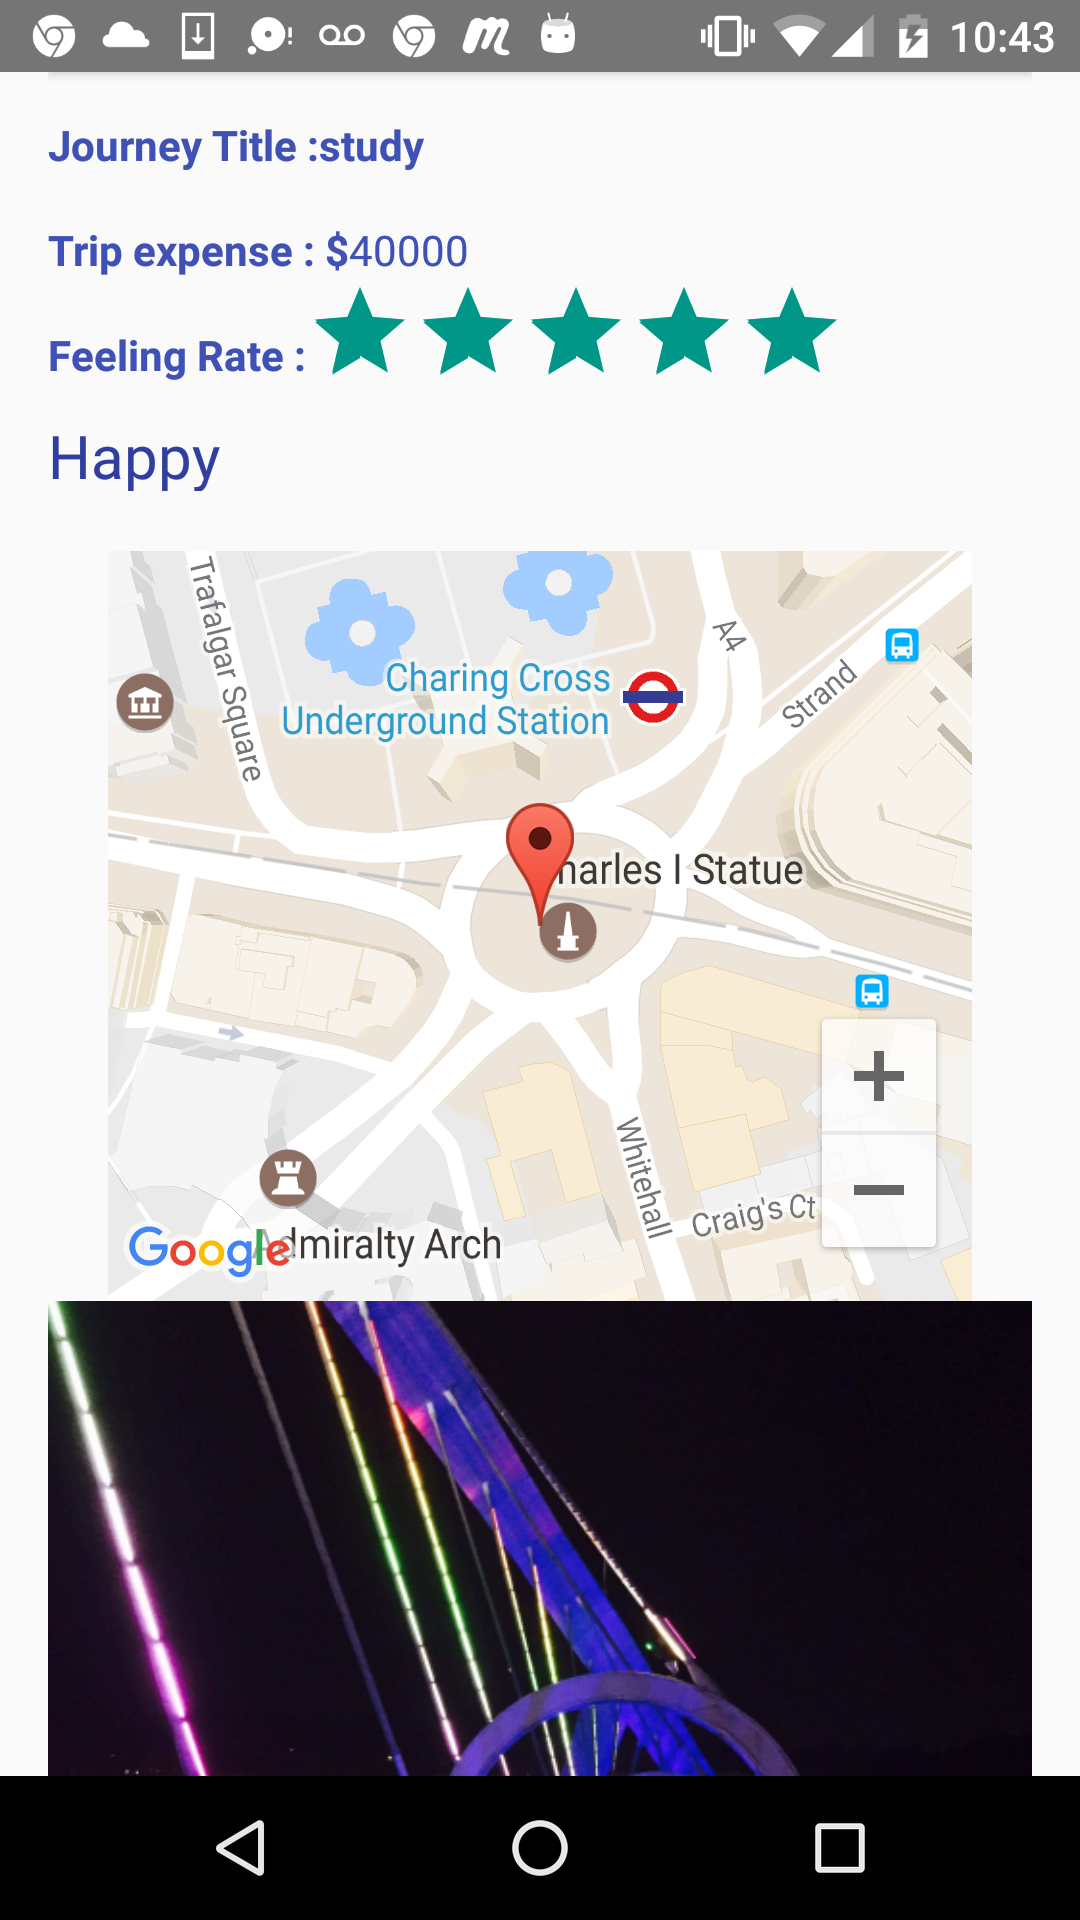 10:43
Journey Title :study
Trip expense : $40000
Feeling Rate :
Happy
Trafalgar Square
A4
Strand
Charing Cross
Underground Station
harles I Statue
Whitehall
Craig's Ct
Google
dmiralty Arch